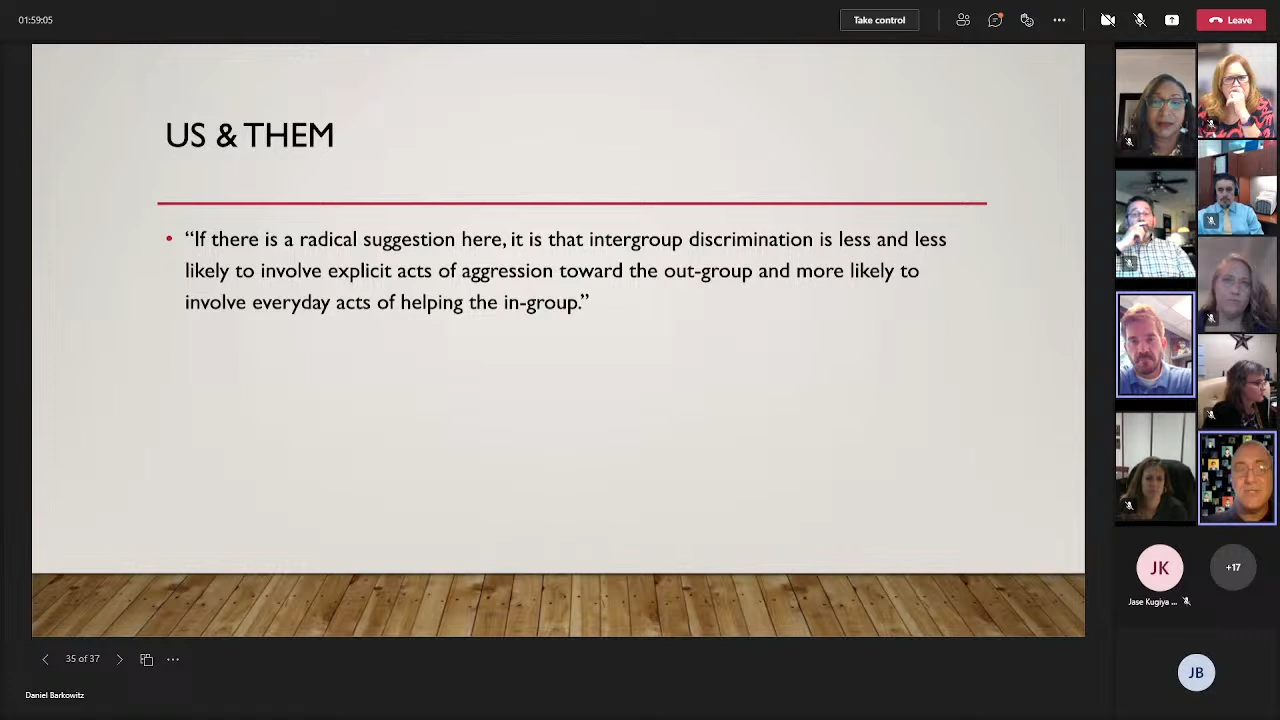 01:59:05
Take control
Leave
US & THEM
• “If there is a radical suggestion here, it is that intergroup discrimination is less and less
likely to involve explicit acts of aggression toward the out-group and more likely to
involve everyday acts of helping the in-group.”
JK
+17
Jase Kugiya ...
35 of 37
JB
Daniel Barkowitz